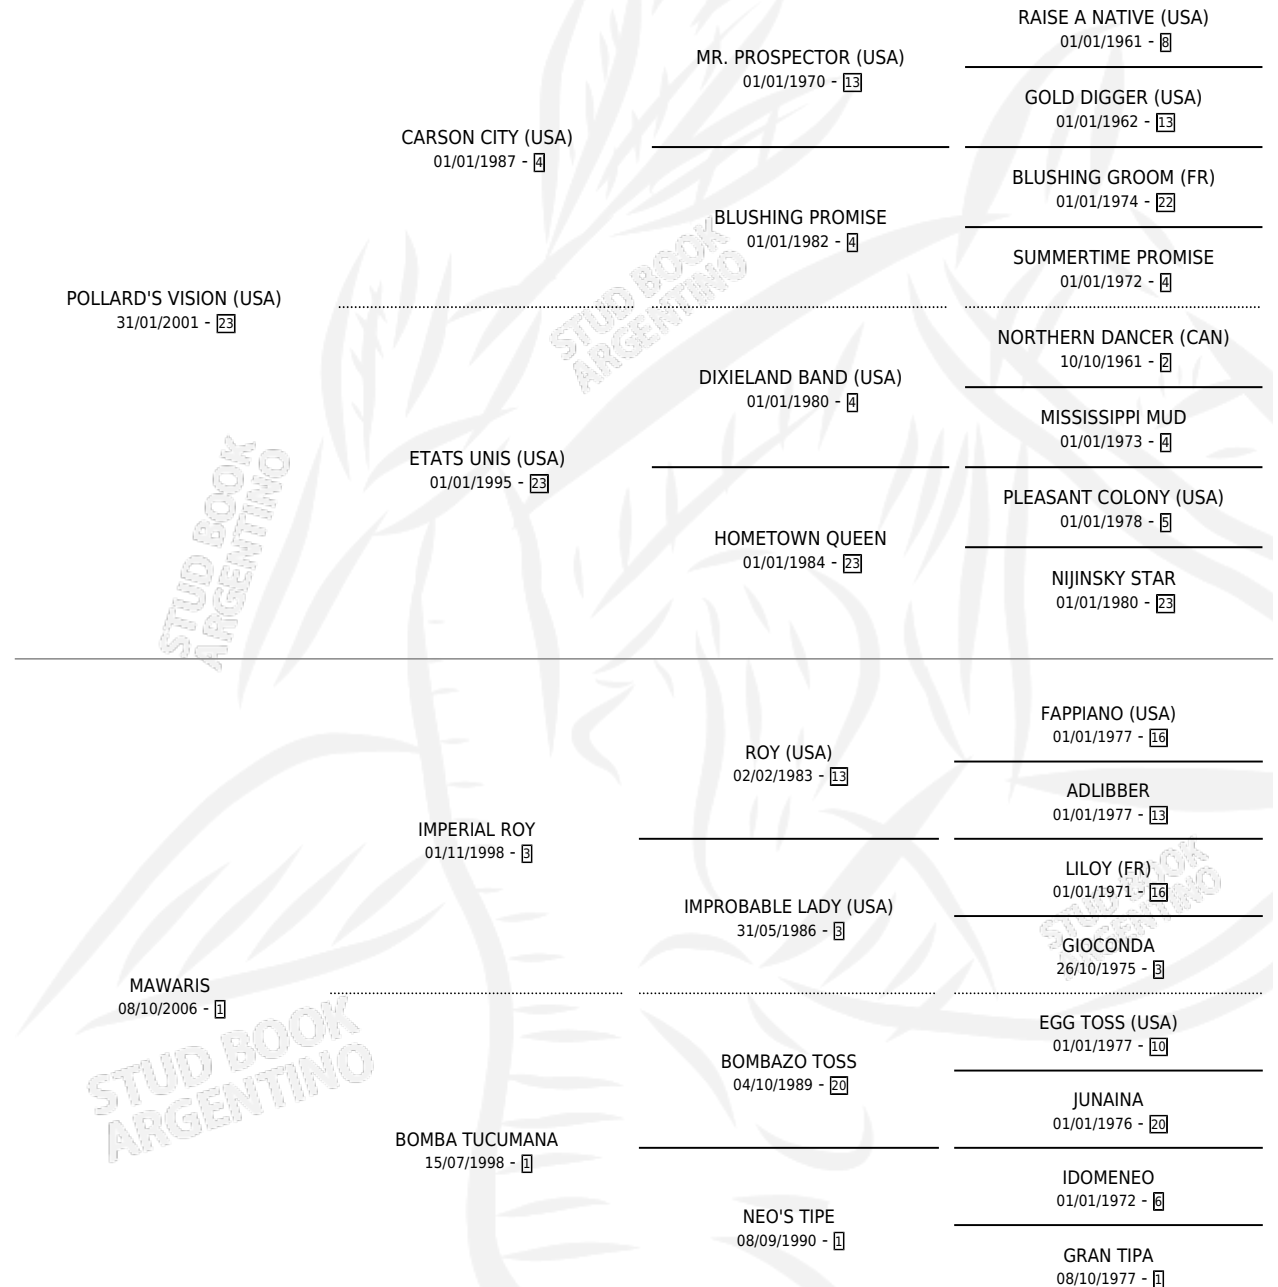 RAISE A NATIVE (USA)
01/01/1961 - 8
MR. PROSPECTOR (USA)
01/01/1970 - 13
GOLD DIGGER (USA)
01/01/1962 - 13
CARSON CITY (USA)
01/01/1987 - 4
BLUSHING GROOM (FR)
01/01/1974 - 22
BLUSHING PROMISE
01/01/1982 - 4
SUMMERTIME PROMISE
01/01/1972 - 4
POLLARD'S VISION (USA)
31/01/2001 - 23
STUD BOOK
ARGENTINO
NORTHERN DANCER (CAN)
10/10/1961 - 2
DIXIELAND BAND (USA)
01/01/1980 - 4
MISSISSIPPI MUD
01/01/1973 - 4
ETATS UNIS (USA)
01/01/1995 - 23
PLEASANT COLONY (USA)
01/01/1978 - 5
HOMETOWN QUEEN
01/01/1984 - 23
NIJINSKY STAR
01/01/1980 - 23
STUD BOOK
ARGENTINO
FAPPIANO (USA)
01/01/1977 - 16
ROY (USA)
02/02/1983 - 13
ADLIBBER
01/01/1977 - 13
IMPERIAL ROY
01/11/1998 - 3
LILOY (FR)
01/01/1971 - 16
IMPROBABLE LADY (USA)
31/05/1986 - 3
STUD BOOK
ARGENTINO
GIOCONDA
26/10/1975 - 3
MAWARIS
08/10/2006 - 1
STUD BOOK
ARGENTINO
EGG TOSS (USA)
01/01/1977 - 10
BOMBAZO TOSS
04/10/1989 - 20
JUNAINA
01/01/1976 - 20
BOMBA TUCUMANA
15/07/1998 - 1
IDOMENEO
01/01/1972 - 6
NEO'S TIPE
08/09/1990 - 1
GRAN TIPA
08/10/1977 - 1